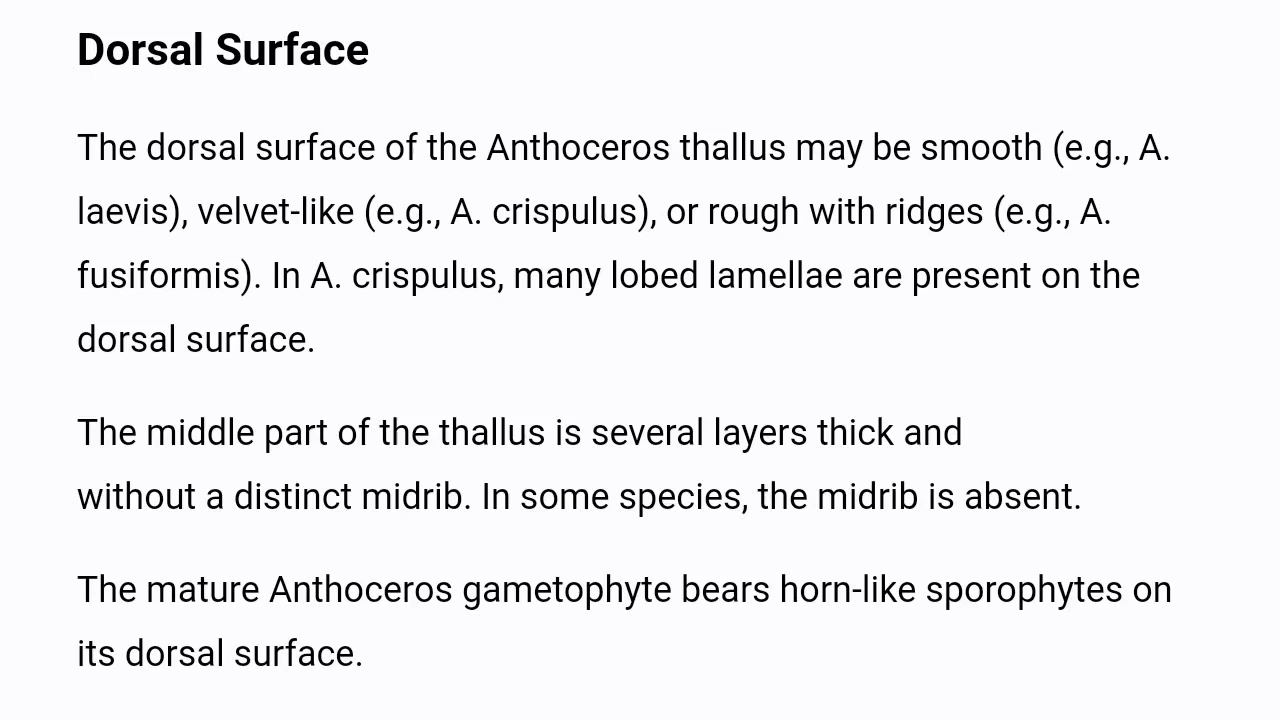 Dorsal Surface
The dorsal surface of the Anthoceros thallus may be smooth (e.g., A.
laevis), velvet-like (e.g., A. crispulus), or rough with ridges (e.g., A.
fusiformis). In A. crispulus, many lobed lamellae are present on the
dorsal surface.
The middle part of the thallus is several layers thick and
without a distinct midrib. In some species, the midrib is absent.
The mature Anthoceros gametophyte bears horn-like sporophytes on
its dorsal surface.